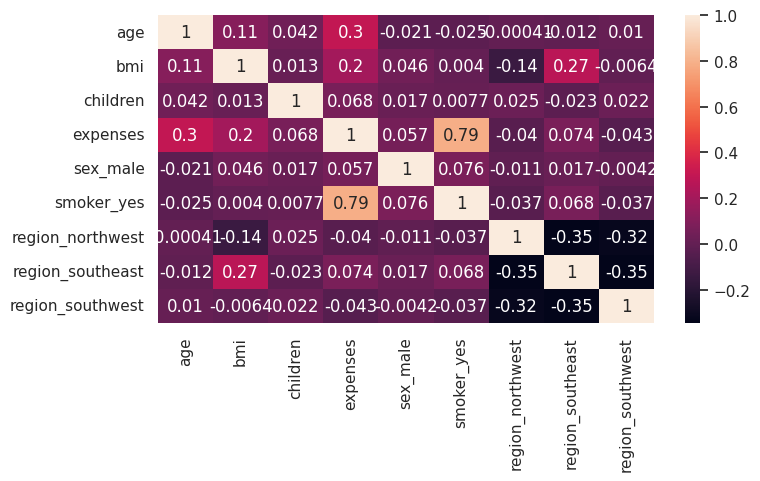 age 1 0.11 0.042 0.3 -0.021 -0.025 -0.00041 -0.012 0.01
bmi 0.11 1 0.013 0.2 0.046 0.004 -0.14 0.27 -0.0064
children 0.042 0.013 1 0.068 0.017 0.0077 0.025 -0.023 0.022
expenses 0.3 0.2 0.068 1 0.057 0.79 -0.04 0.074 -0.043
sex_male -0.021 0.046 0.017 0.057 1 0.076 -0.011 0.017 -0.0042
smoker_yes -0.025 0.004 0.0077 0.79 0.076 1 -0.037 0.068 -0.037
region_northwest 0.00041 -0.14 0.025 -0.04 -0.011 -0.037 1 -0.35 -0.32
region_southeast -0.012 0.27 -0.023 0.074 0.017 0.068 -0.35 1 -0.35
region_southwest 0.01 -0.0064 0.022 -0.043 -0.0042 -0.037 -0.32 -0.35 1
age
bmi
children
expenses
sex_male
smoker_yes
region_northwest
region_southeast
region_southwest
1.0
0.8
0.6
0.4
0.2
0.0
−0.2